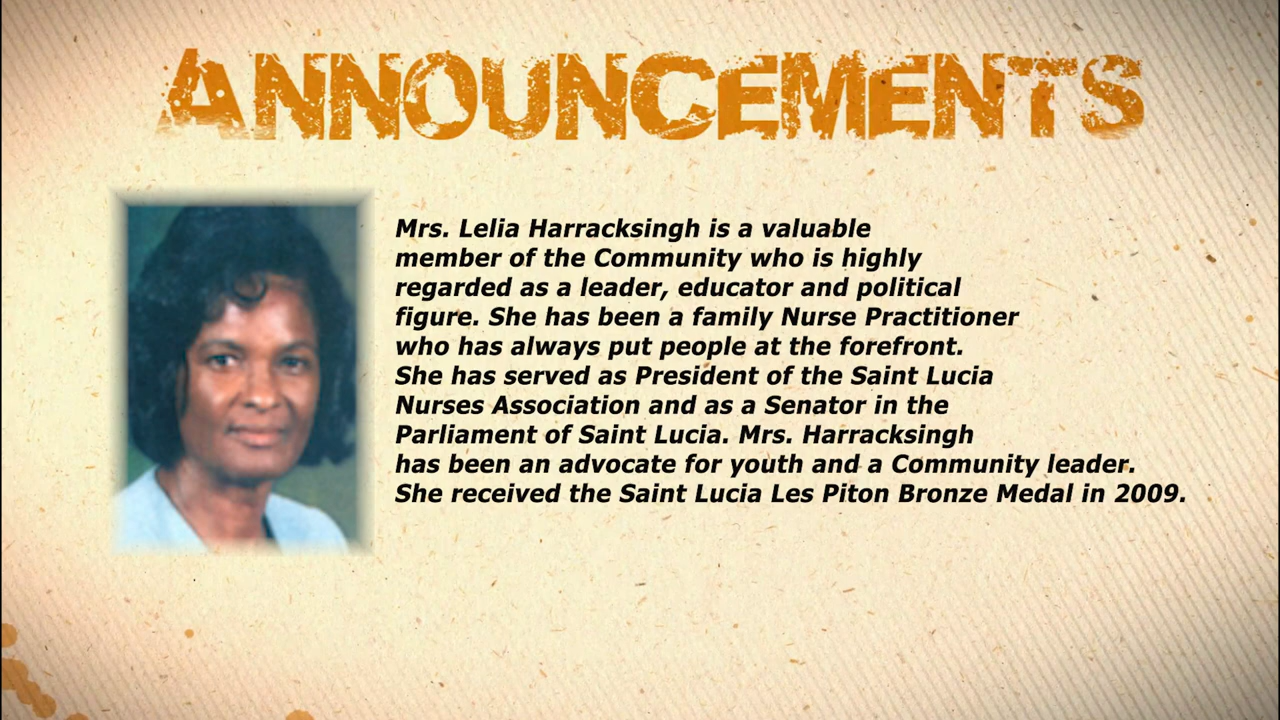 ANNOUNCEMENTS
Mrs. Lelia Harracksingh is a valuable
member of the Community who is highly
regarded as a leader, educator and political
figure. She has been a family Nurse Practitioner
who has always put people at the forefront.
She has served as President of the Saint Lucia
Nurses Association and as a Senator in the
Parliament of Saint Lucia. Mrs. Harracksingh
has been an advocate for youth and a Community leader.
She received the Saint Lucia Les Piton Bronze Medal in 2009.